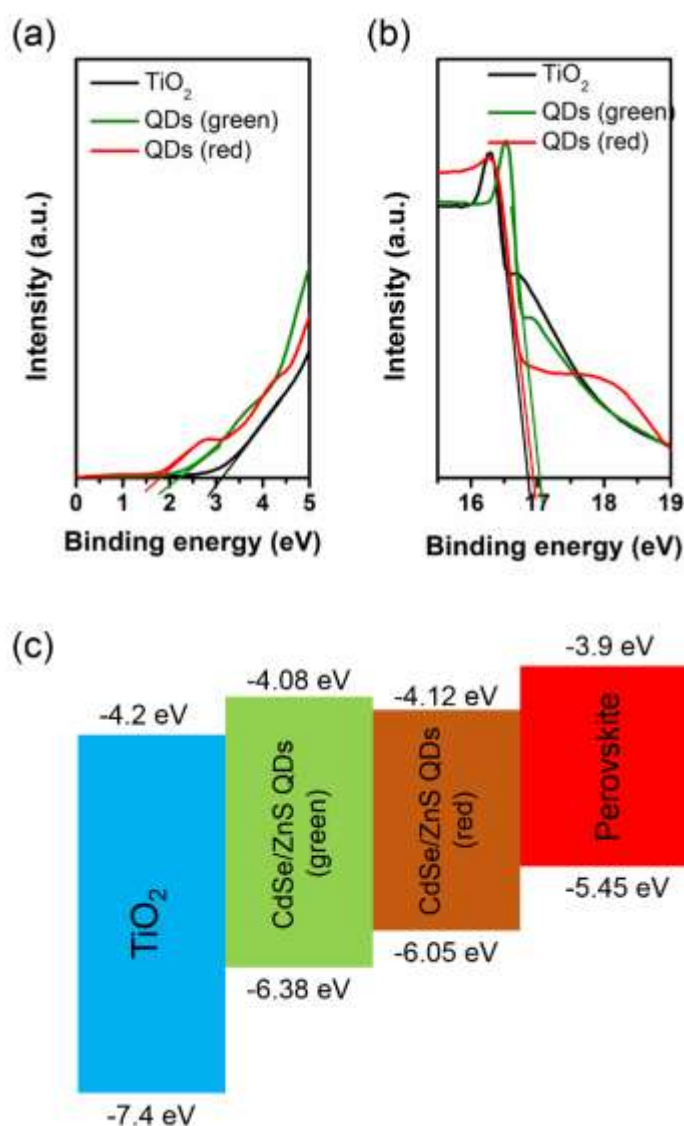 (a)
TiO2
QDs (green)
QDs (red)
Intensity (a.u.)
0 1 2 3 4 5
Binding energy (eV)
(b)
TiO2
QDs (green)
QDs (red)
Intensity (a.u.)
16 17 18 19
Binding energy (eV)
(c)
-4.2 eV
TiO2
-7.4 eV
-4.08 eV
CdSe/ZnS QDs
(green)
-6.38 eV
-4.12 eV
CdSe/ZnS QDs
(red)
-6.05 eV
-3.9 eV
Perovskite
-5.45 eV